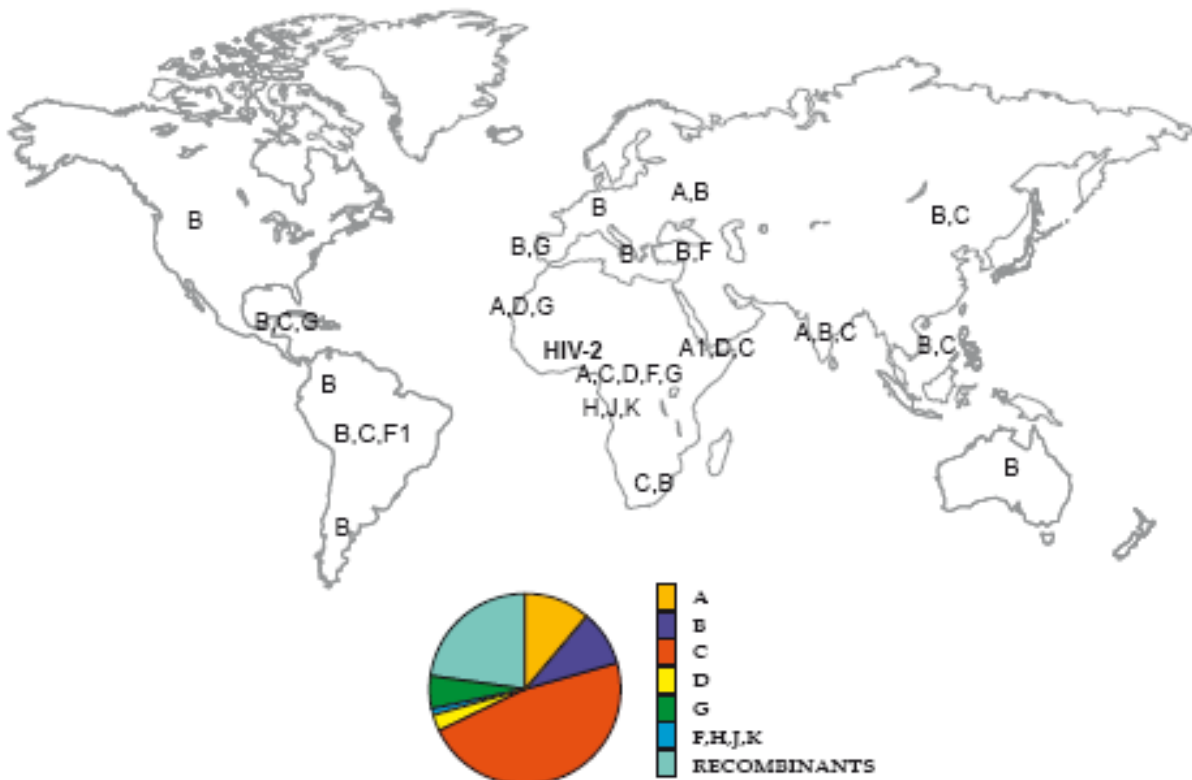 A,B
B
B,C
B
B,G
B
B,F
A,D,G
B,C,G
A,B,C
HIV-2
A1,D,C
B,C
A,C,D,F,G
B
H,J,K
B,C,F1
B
C,B
B
A
B
C
D
G
F,H,J,K
RECOMBINANTS